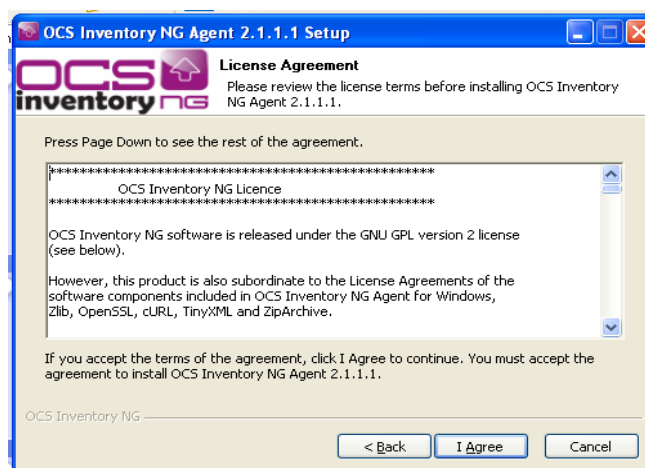 OCS Inventory NG Agent 2.1.1.1 Setup
OCS
inventory NG
License Agreement
Please review the license terms before installing OCS Inventory
NG Agent 2.1.1.1.
Press Page Down to see the rest of the agreement.
****************************************************
OCS Inventory NG Licence
****************************************************
OCS Inventory NG software is released under the GNU GPL version 2 license
(see below).
However, this product is also subordinate to the License Agreements of the
software components included in OCS Inventory NG Agent for Windows,
Zlib, OpenSSL, cURL, TinyXML and ZipArchive.
If you accept the terms of the agreement, click I Agree to continue. You must accept the
agreement to install OCS Inventory NG Agent 2.1.1.1.
OCS Inventory NG
< Back
I Agree
Cancel